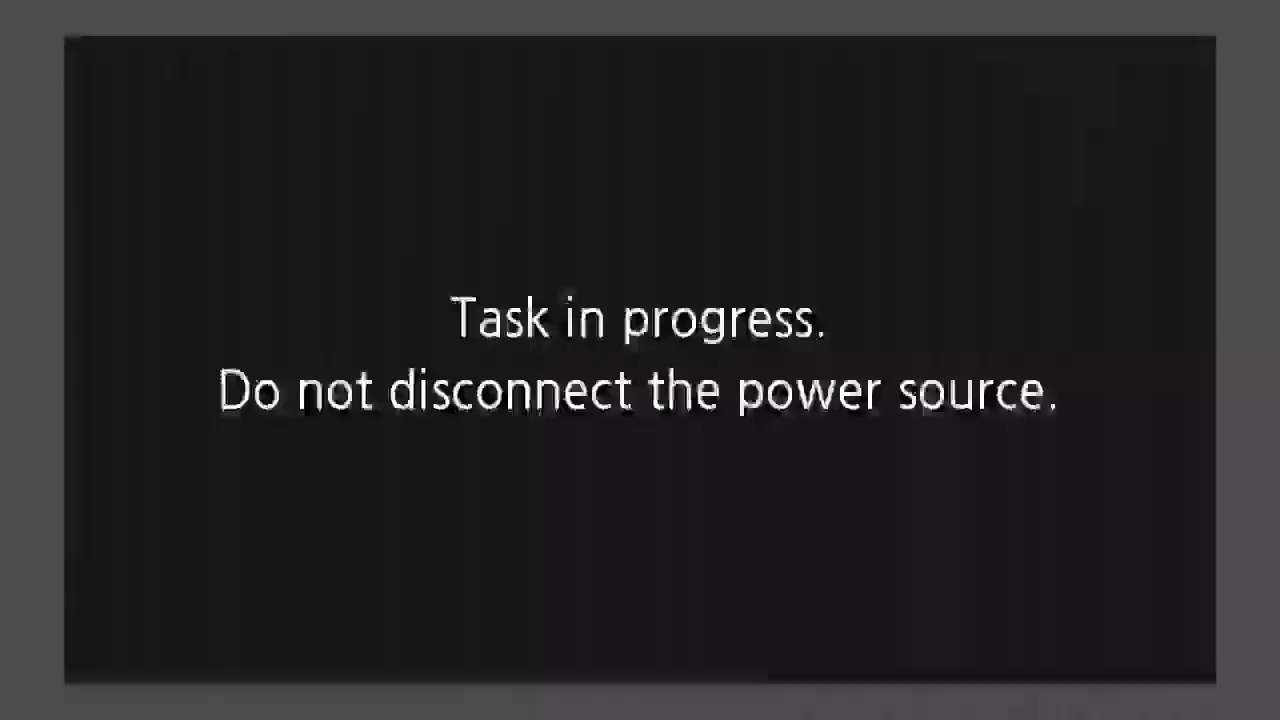 Task in progress.
Do not disconnect the power source.